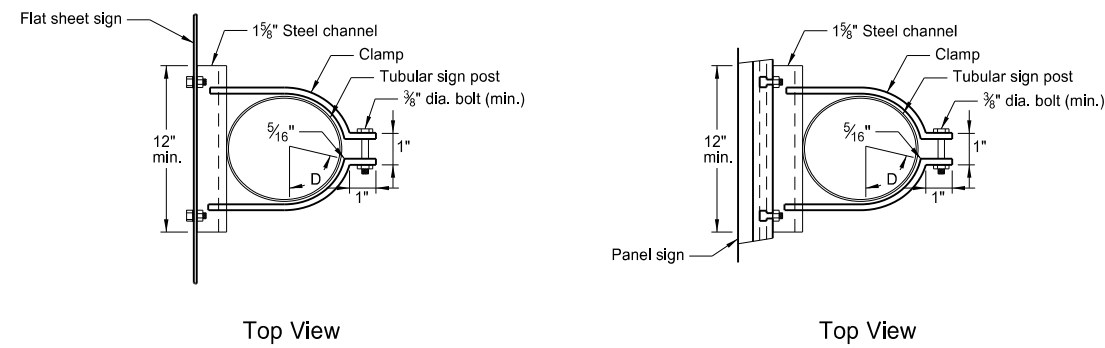 Flat sheet sign
1⅝" Steel channel
Clamp
Tubular sign post
⅜" dia. bolt (min.)
5/16"
12"
min.
1"
D
1"
Top View
1⅝" Steel channel
Clamp
Tubular sign post
⅜" dia. bolt (min.)
5/16"
12"
min.
1"
D
1"
Panel sign
Top View